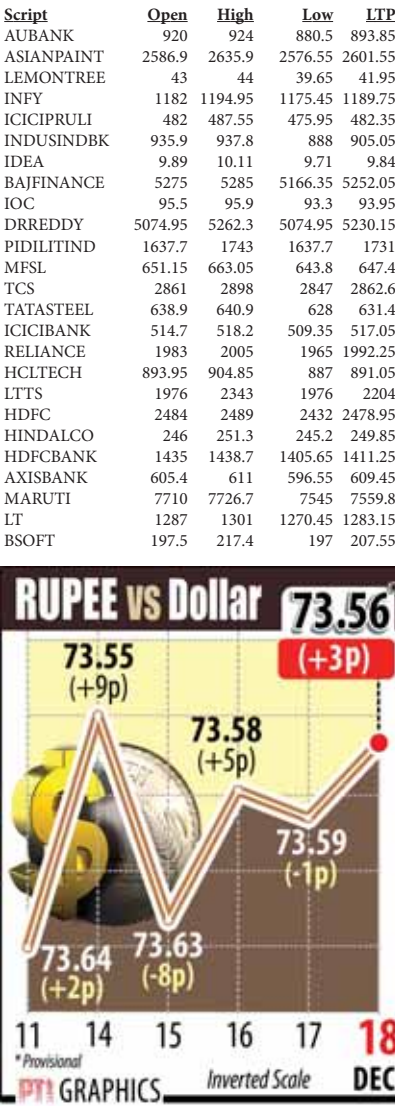 Script Open High Low LTP
AUBANK 920 924 880.5 893.85
ASIANPAINT 2586.9 2635.9 2576.55 2601.55
LEMONTREE 43 44 39.65 41.95
INFY 1182 1194.95 1175.45 1189.75
ICICIPRULI 482 487.55 475.95 482.35
INDUSINDBK 935.9 937.8 888 905.05
IDEA 9.89 10.11 9.71 9.84
BAJFINANCE 5275 5285 5166.35 5252.05
IOC 95.5 95.9 93.3 93.95
DRREDDY 5074.95 5262.3 5074.95 5230.15
PIDILITIND 1637.7 1743 1637.7 1731
MFSL 651.15 663.05 643.8 647.4
TCS 2861 2898 2847 2862.6
TATASTEEL 638.9 640.9 628 631.4
ICICIBANK 514.7 518.2 509.35 517.05
RELIANCE 1983 2005 1965 1992.25
HCLTECH 893.95 904.85 887 891.05
LTTS 1976 2343 1976 2204
HDFC 2484 2489 2432 2478.95
HINDALCO 246 251.3 245.2 249.85
HDFCBANK 1435 1438.7 1405.65 1411.25
AXISBANK 605.4 611 596.55 609.45
MARUTI 7710 7726.7 7545 7559.8
LT 1287 1301 1270.45 1283.15
BSOFT 197.5 217.4 197 207.55
RUPEE VS Dollar 73.56*
(+3p)
73.55
(+9p)
73.58
(+5p)
73.59
(-1p)
73.64
(+2p)
73.63
(-8p)
11 14 15 16 17 18
DEC
* Provisional
PTI GRAPHICS
Inverted Scale